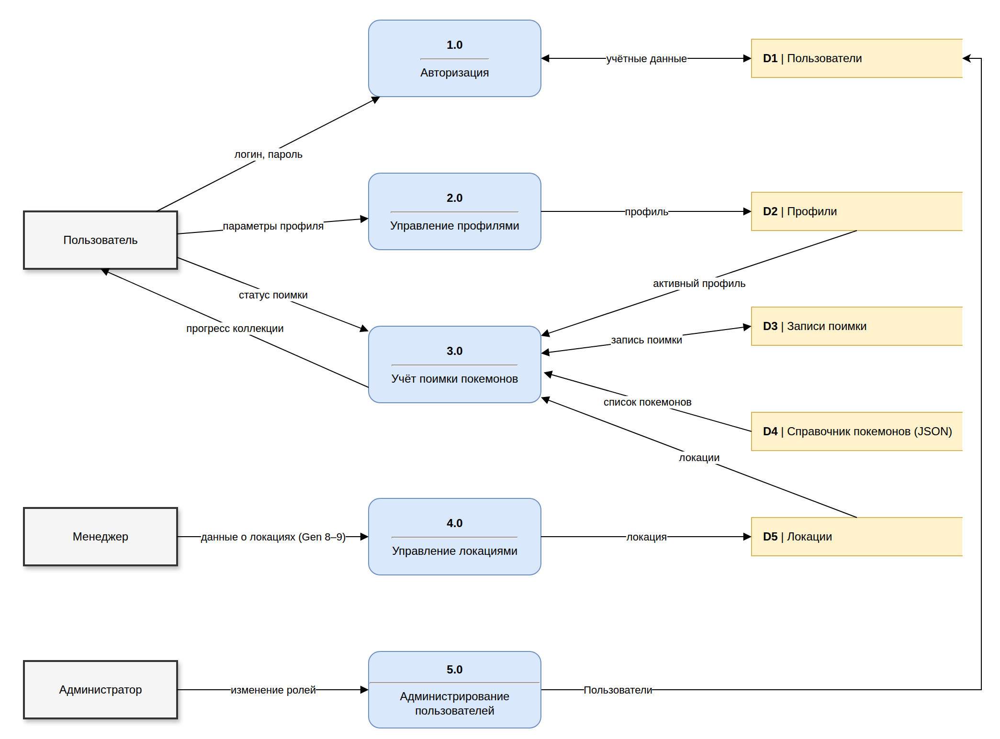 1.0
Авторизация
учётные данные
D1 | Пользователи
логин, пароль
2.0
Управление профилями
профиль
D2 | Профили
параметры профиля
Пользователь
статус поимки
прогресс коллекции
активный профиль
3.0
Учёт поимки покемонов
запись поимки
D3 | Записи поимки
список покемонов
D4 | Справочник покемонов (JSON)
локации
Менеджер
данные о локациях (Gen 8–9)
4.0
Управление локациями
локация
D5 | Локации
Администратор
изменение ролей
5.0
Администрирование
пользователей
Пользователи